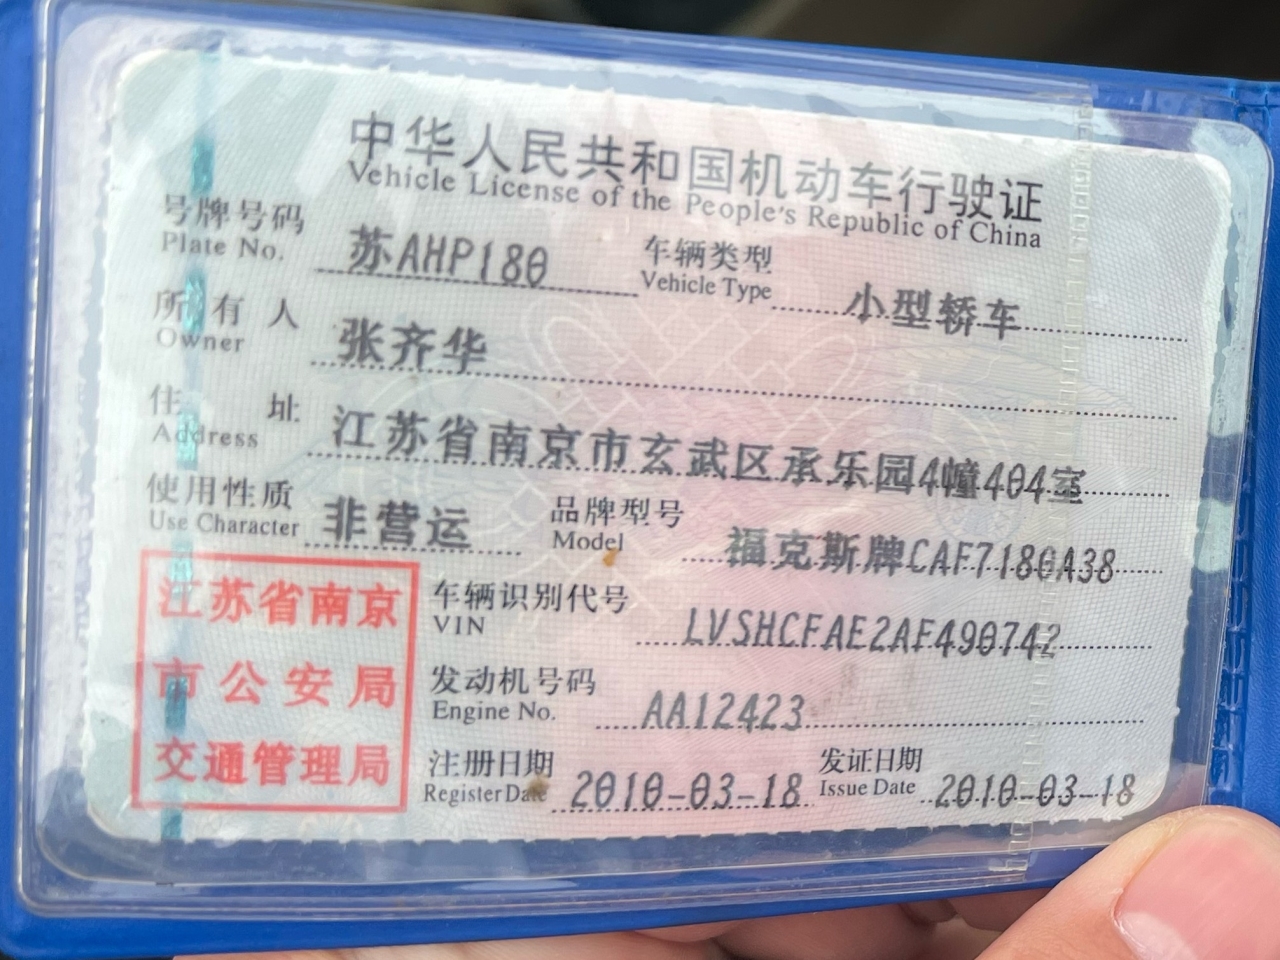 中华人民共和国机动车行驶证
Vehicle License of the People's Republic of China
号牌号码 苏AHP180 车辆类型 小型轿车
Plate No. Vehicle Type
所有人 张齐华
Owner
住址 江苏省南京市玄武区承乐园4幢404室
Address
使用性质 非营运 品牌型号 福克斯牌CAF7180A38
Use Character Model
江苏省南京
市公安局
交通管理局
车辆识别代号 LVSHCFAE2AF490742
VIN
发动机号码 AA12423
Engine No.
注册日期 2010-03-18 发证日期 2010-03-18
Register Date Issue Date